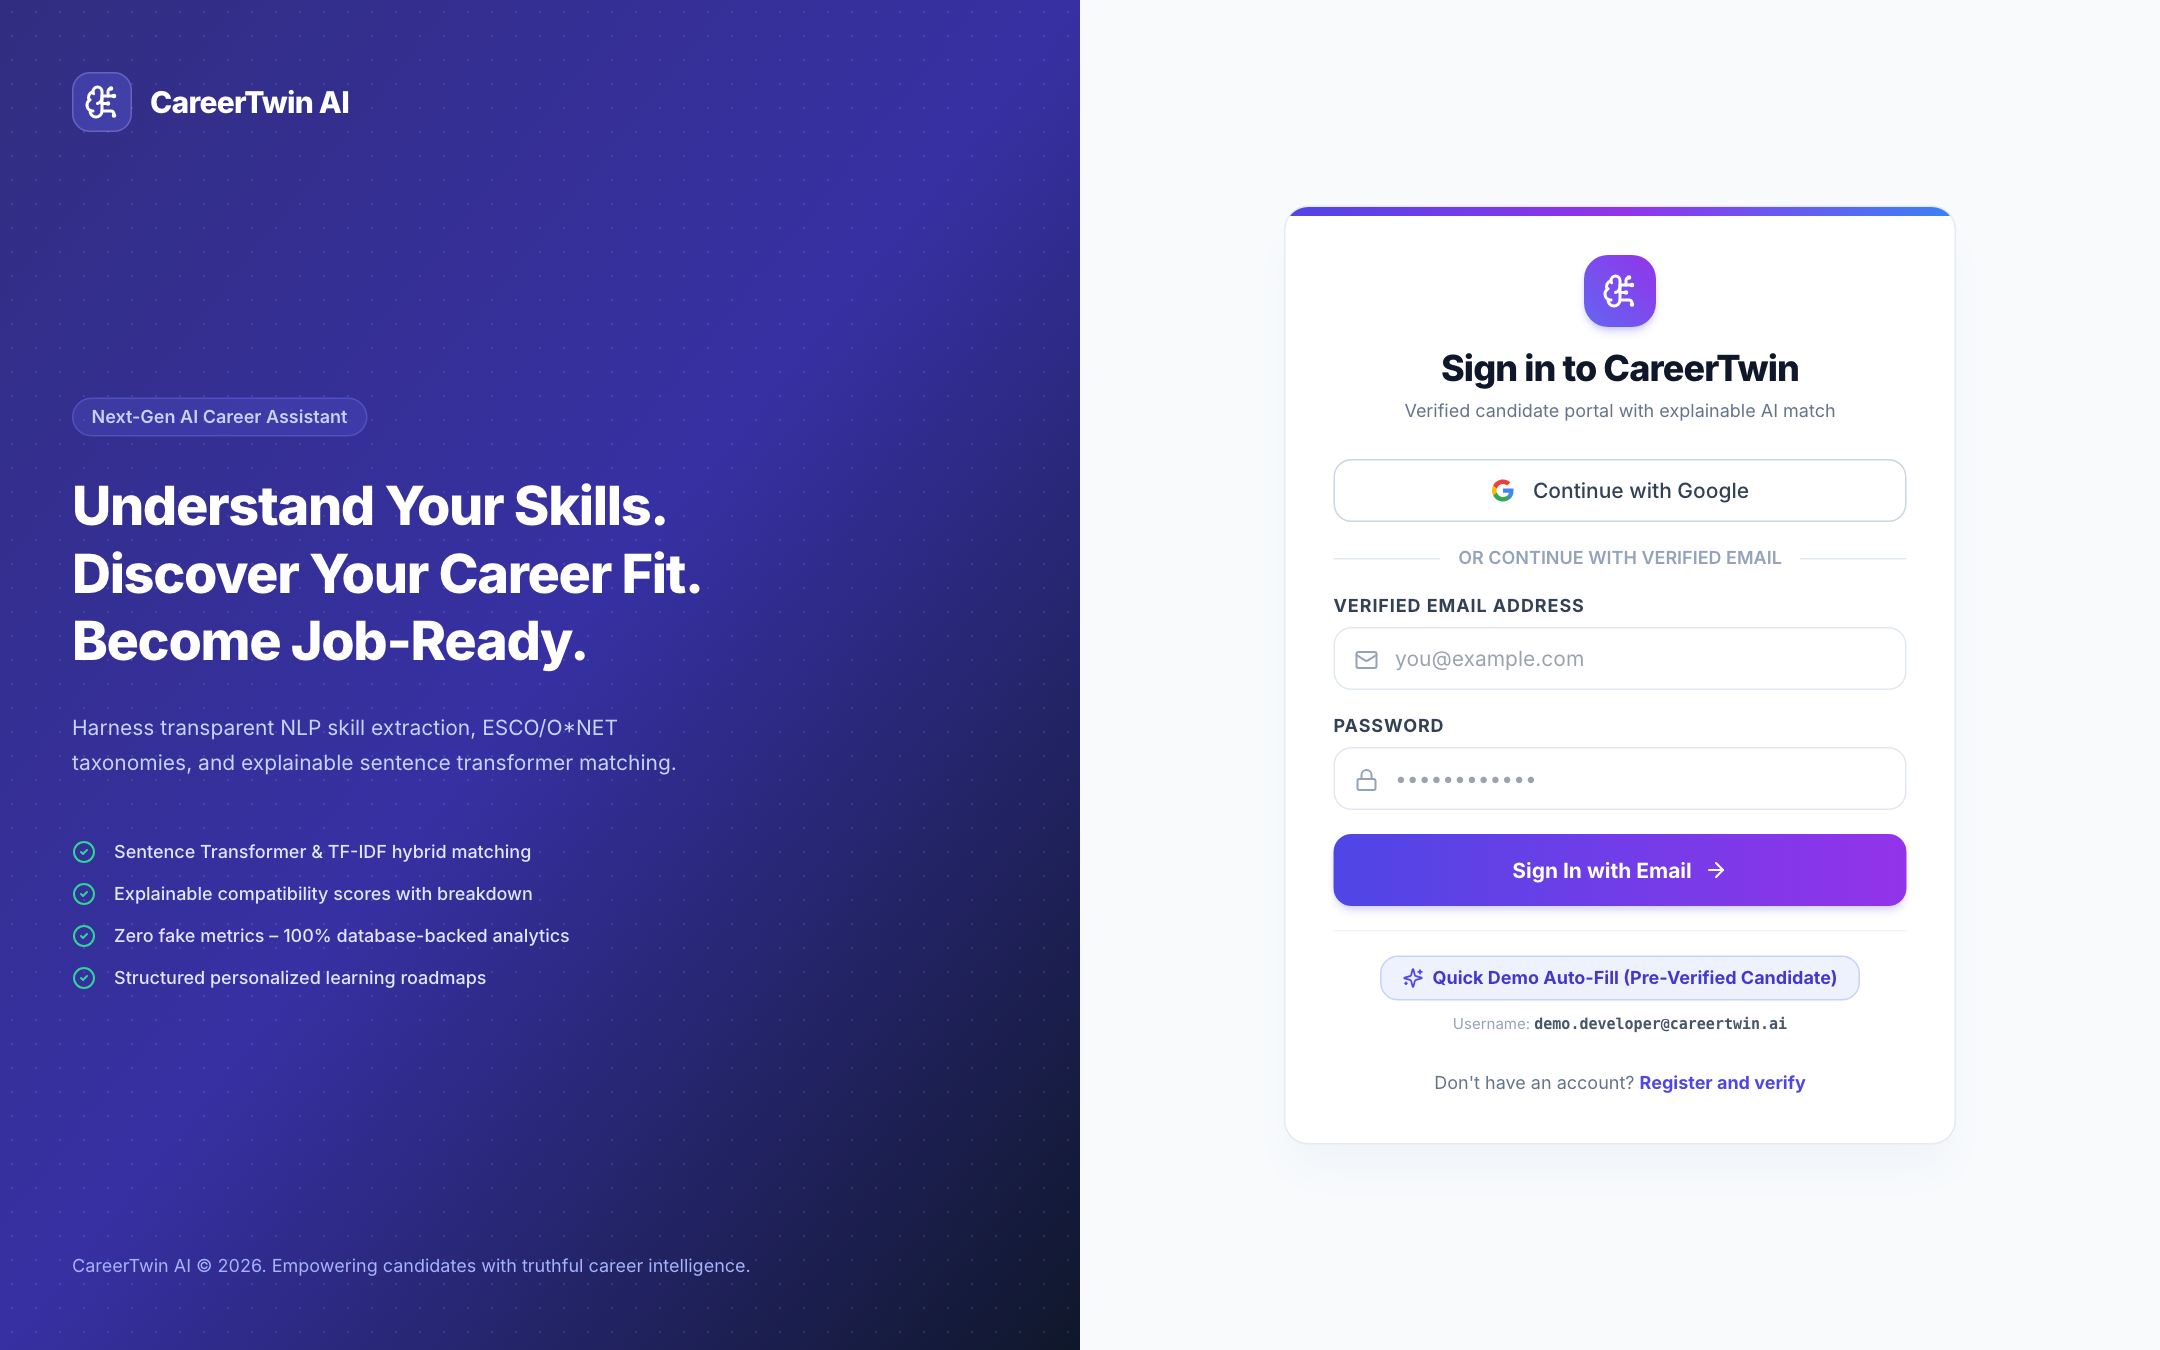 CareerTwin AI
Next-Gen AI Career Assistant
Understand Your Skills.
Discover Your Career Fit.
Become Job-Ready.
Harness transparent NLP skill extraction, ESCO/O*NET
taxonomies, and explainable sentence transformer matching.
Sentence Transformer & TF-IDF hybrid matching
Explainable compatibility scores with breakdown
Zero fake metrics – 100% database-backed analytics
Structured personalized learning roadmaps
CareerTwin AI © 2026. Empowering candidates with truthful career intelligence.
Sign in to CareerTwin
Verified candidate portal with explainable AI match
Continue with Google
OR CONTINUE WITH VERIFIED EMAIL
VERIFIED EMAIL ADDRESS
you@example.com
PASSWORD
••••••••••••
Sign In with Email →
Quick Demo Auto-Fill (Pre-Verified Candidate)
Username: demo.developer@careertwin.ai
Don't have an account? Register and verify